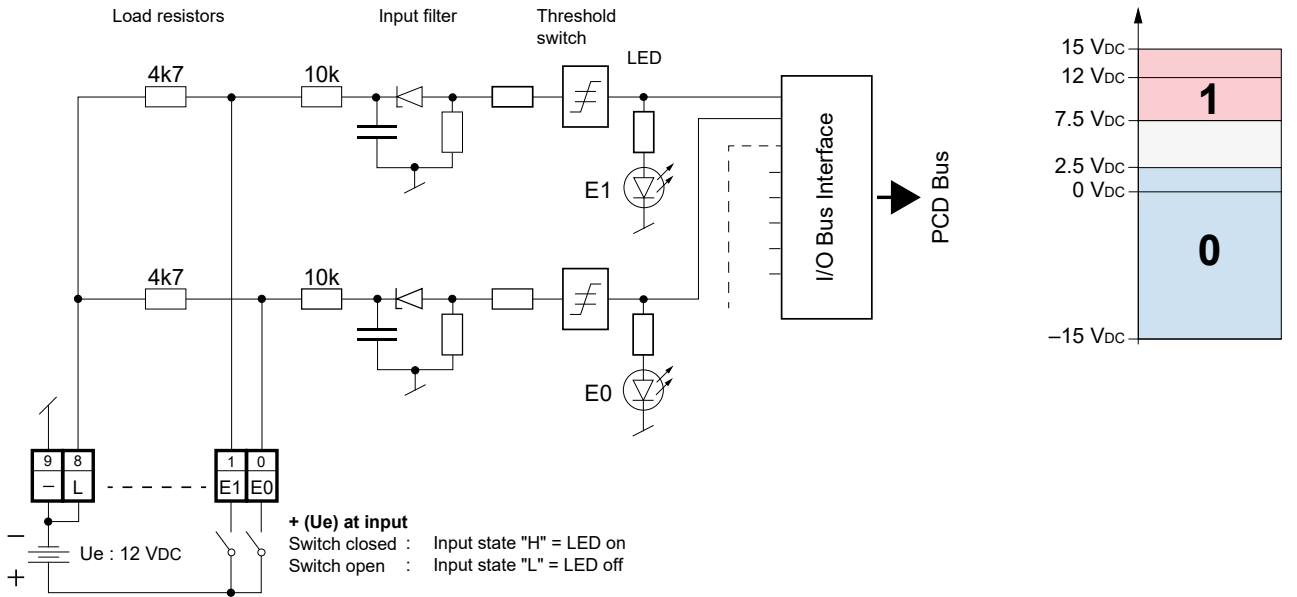 Load resistors
Input filter
Threshold
switch
LED
4k7
10k
E1
4k7
10k
E0
I/O Bus Interface
PCD Bus
15 VDC
12 VDC
7.5 VDC
2.5 VDC
0 VDC
–15 VDC
1
0
9 8 1 0
– L E1 E0
– Ue : 12 VDC
+
+ (Ue) at input
Switch closed : Input state "H" = LED on
Switch open : Input state "L" = LED off